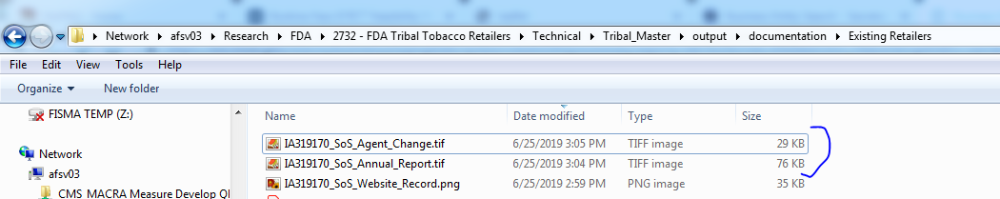 Network afsv03 Research FDA 2732 - FDA Tribal Tobacco Retailers Technical Tribal_Master output documentation Existing Retailers
File Edit View Tools Help
Organize New folder
FISMA TEMP (Z:)
Network
afsv03
CMS_MACRA Measure Develop QI
Name Date modified Type Size
IA319170_SoS_Agent_Change.tif 6/25/2019 3:05 PM TIFF image 29 KB
IA319170_SoS_Annual_Report.tif 6/25/2019 3:04 PM TIFF image 76 KB
IA319170_SoS_Website_Record.png 6/25/2019 2:59 PM PNG image 35 KB